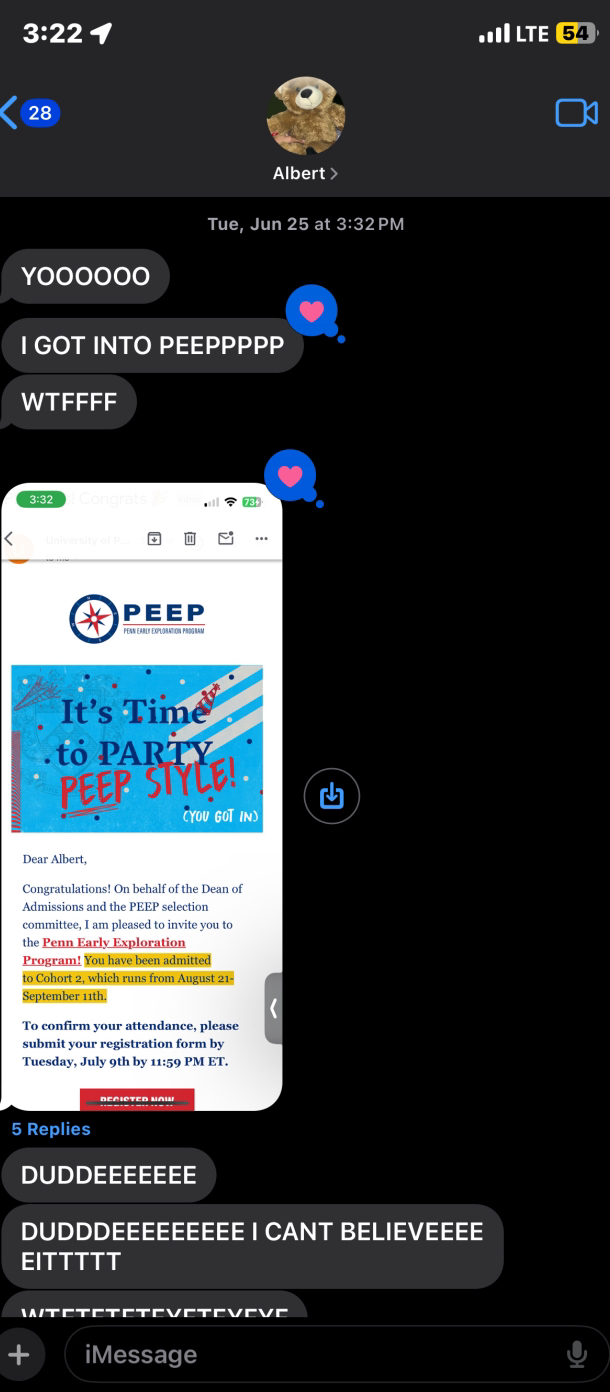 3:22
LTE 54
28
Albert
Tue, Jun 25 at 3:32 PM
YOOOOOO
I GOT INTO PEEPPPPP
WTFFFF
3:32
Congrats
73
University of P...
to me
PEEP
PENN EARLY EXPLORATION PROGRAM
It's Time
to PARTY
PEEP STYLE!
(YOU GOT IN)
Dear Albert,
Congratulations! On behalf of the Dean of
Admissions and the PEEP selection
committee, I am pleased to invite you to
the Penn Early Exploration
Program! You have been admitted
to Cohort 2, which runs from August 21-
September 11th.
To confirm your attendance, please
submit your registration form by
Tuesday, July 9th by 11:59 PM ET.
REGISTER NOW
5 Replies
DUDDEEEEEEE
DUDDDEEEEEEEEE I CANT BELIEVEEEE
EITTTTT
iMessage